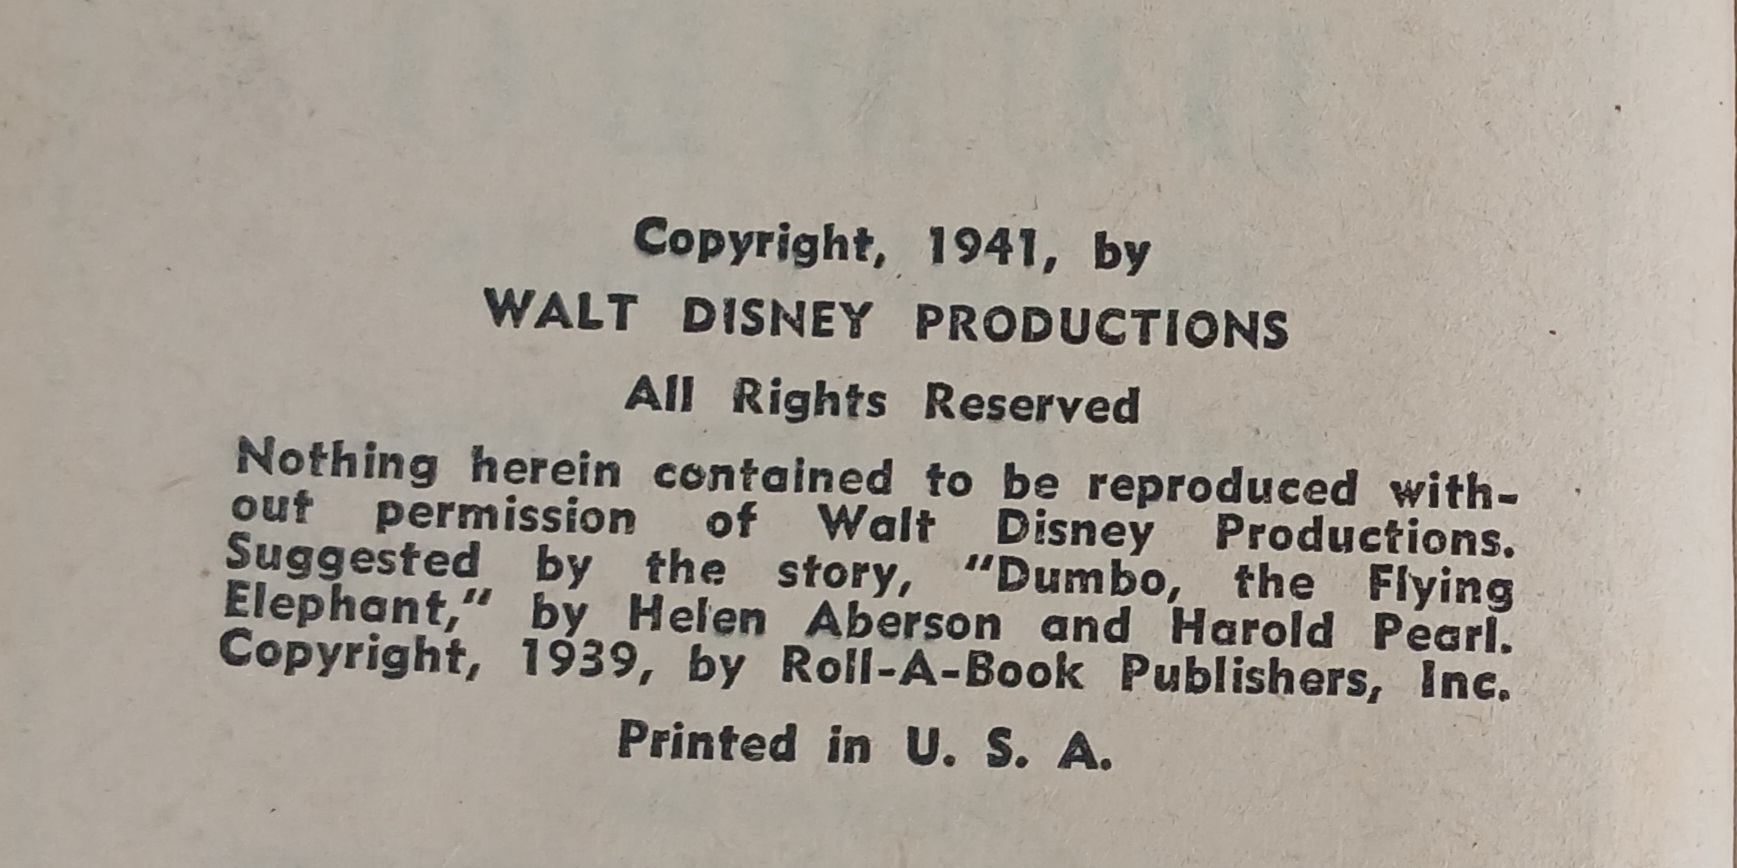 Copyright, 1941, by
WALT DISNEY PRODUCTIONS
All Rights Reserved
Nothing herein contained to be reproduced with-
out permission of Walt Disney Productions.
Suggested by the story, "Dumbo, the Flying
Elephant," by Helen Aberson and Harold Pearl.
Copyright, 1939, by Roll-A-Book Publishers, Inc.
Printed in U. S. A.